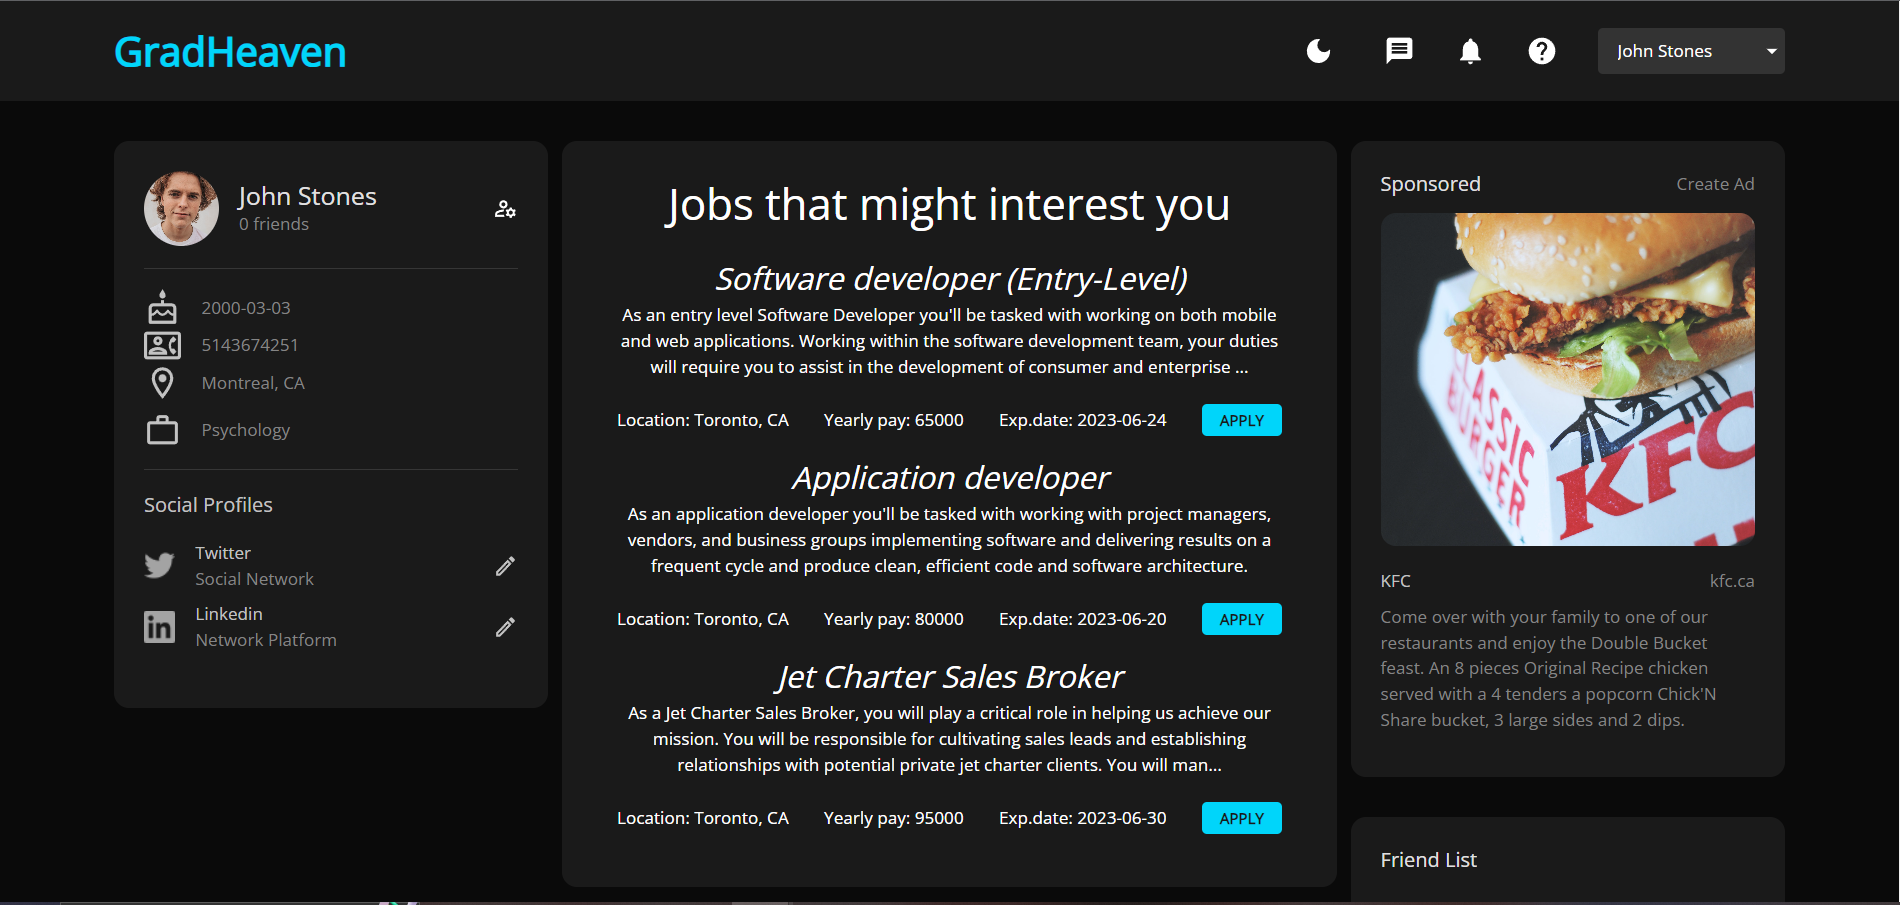 GradHeaven
John Stones
John Stones
0 friends
2000-03-03
5143674251
Montreal, CA
Psychology
Social Profiles
Twitter
Social Network
Linkedin
Network Platform
Jobs that might interest you
Software developer (Entry-Level)
As an entry level Software Developer you'll be tasked with working on both mobile
and web applications. Working within the software development team, your duties
will require you to assist in the development of consumer and enterprise ...
Location: Toronto, CA Yearly pay: 65000 Exp.date: 2023-06-24 APPLY
Application developer
As an application developer you'll be tasked with working with project managers,
vendors, and business groups implementing software and delivering results on a
frequent cycle and produce clean, efficient code and software architecture.
Location: Toronto, CA Yearly pay: 80000 Exp.date: 2023-06-20 APPLY
Jet Charter Sales Broker
As a Jet Charter Sales Broker, you will play a critical role in helping us achieve our
mission. You will be responsible for cultivating sales leads and establishing
relationships with potential private jet charter clients. You will man...
Location: Toronto, CA Yearly pay: 95000 Exp.date: 2023-06-30 APPLY
Sponsored Create Ad
CLASSIC
BURGER
KFC
KFC kfc.ca
Come over with your family to one of our
restaurants and enjoy the Double Bucket
feast. An 8 pieces Original Recipe chicken
served with a 4 tenders a popcorn Chick'N
Share bucket, 3 large sides and 2 dips.
Friend List